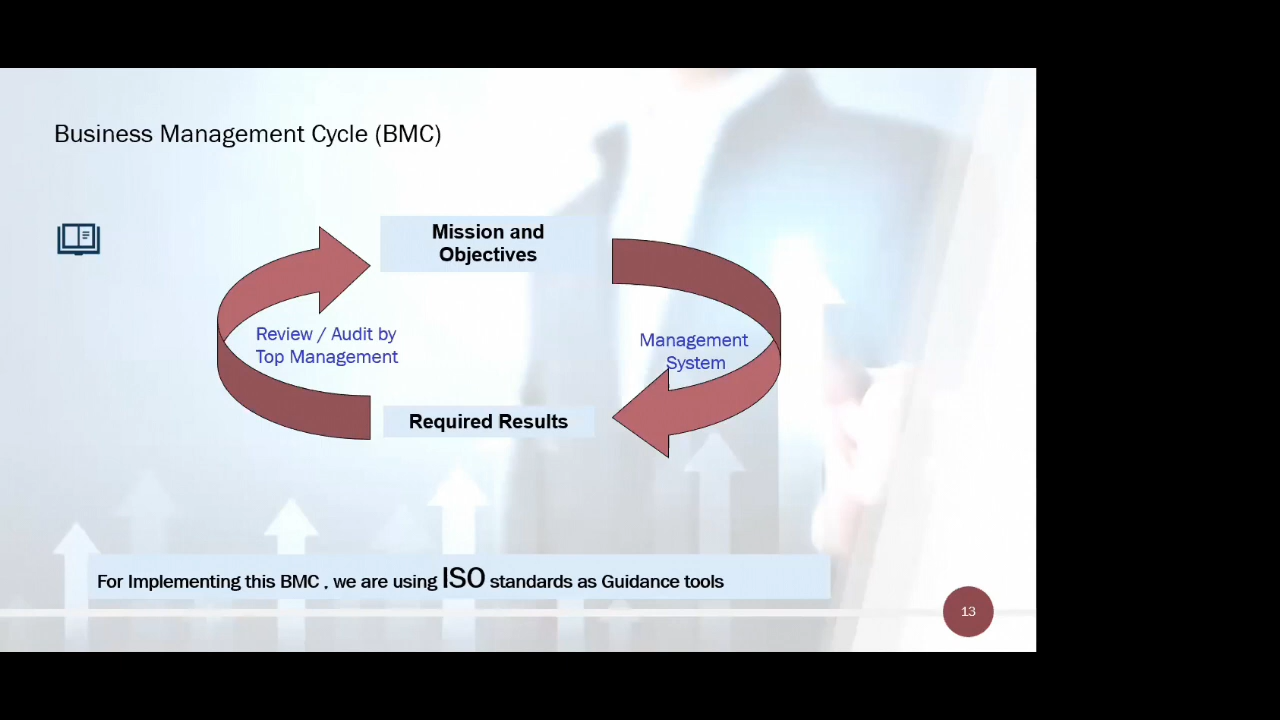 Business Management Cycle (BMC)
Mission and
Objectives
Review / Audit by
Top Management
Management
System
Required Results
For Implementing this BMC , we are using ISO standards as Guidance tools
13